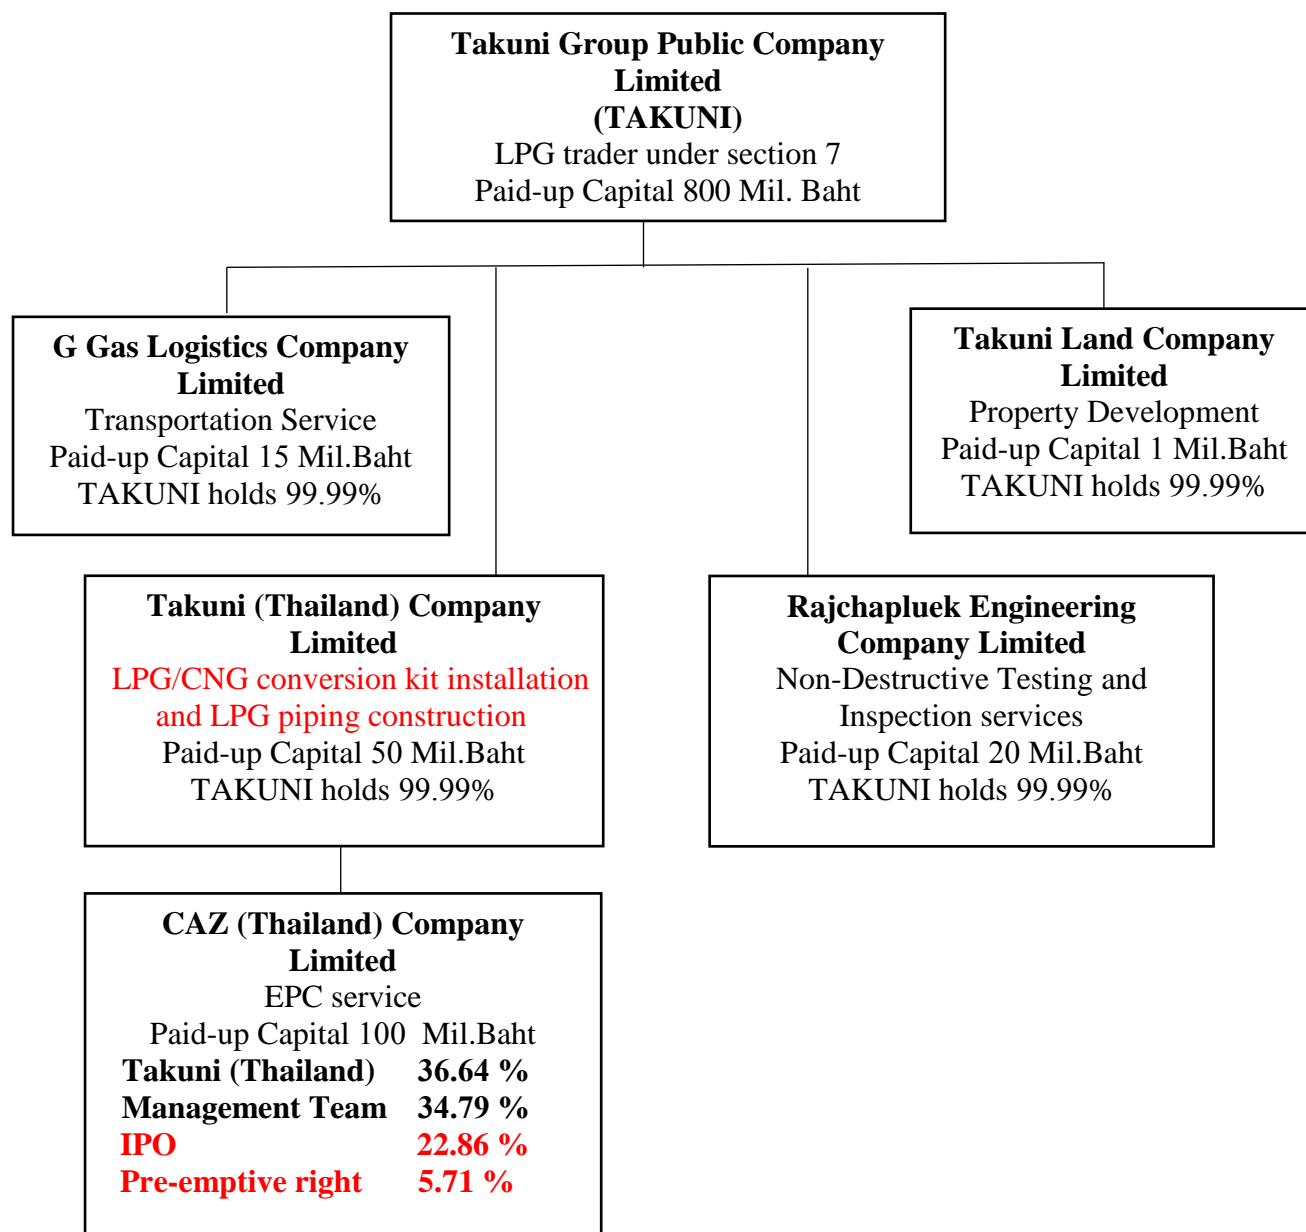 Takuni Group Public Company
Limited
(TAKUNI)
LPG trader under section 7
Paid-up Capital 800 Mil. Baht
G Gas Logistics Company
Limited
Transportation Service
Paid-up Capital 15 Mil.Baht
TAKUNI holds 99.99%
Takuni Land Company
Limited
Property Development
Paid-up Capital 1 Mil.Baht
TAKUNI holds 99.99%
Takuni (Thailand) Company
Limited
LPG/CNG conversion kit installation
and LPG piping construction
Paid-up Capital 50 Mil.Baht
TAKUNI holds 99.99%
Rajchapluek Engineering
Company Limited
Non-Destructive Testing and
Inspection services
Paid-up Capital 20 Mil.Baht
TAKUNI holds 99.99%
CAZ (Thailand) Company
Limited
EPC service
Paid-up Capital 100 Mil.Baht
Takuni (Thailand) 36.64 %
Management Team 34.79 %
IPO 22.86 %
Pre-emptive right 5.71 %